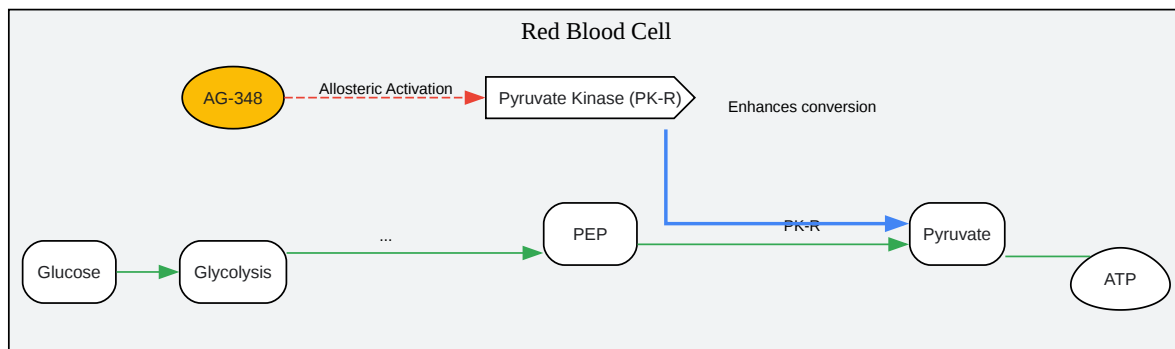 Red Blood Cell
AG-348
Allosteric Activation
Pyruvate Kinase (PK-R)
Enhances conversion
Glucose
Glycolysis
...
PEP
PK-R
Pyruvate
ATP